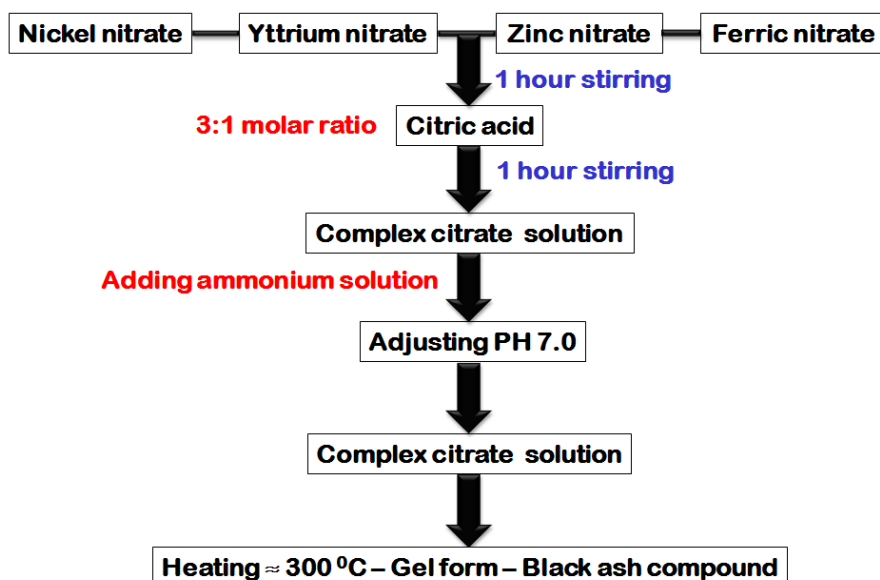 Nickel nitrate Yttrium nitrate Zinc nitrate Ferric nitrate
1 hour stirring
3:1 molar ratio Citric acid
1 hour stirring
Complex citrate solution
Adding ammonium solution
Adjusting PH 7.0
Complex citrate solution
Heating ≈ 300 ⁰C – Gel form – Black ash compound